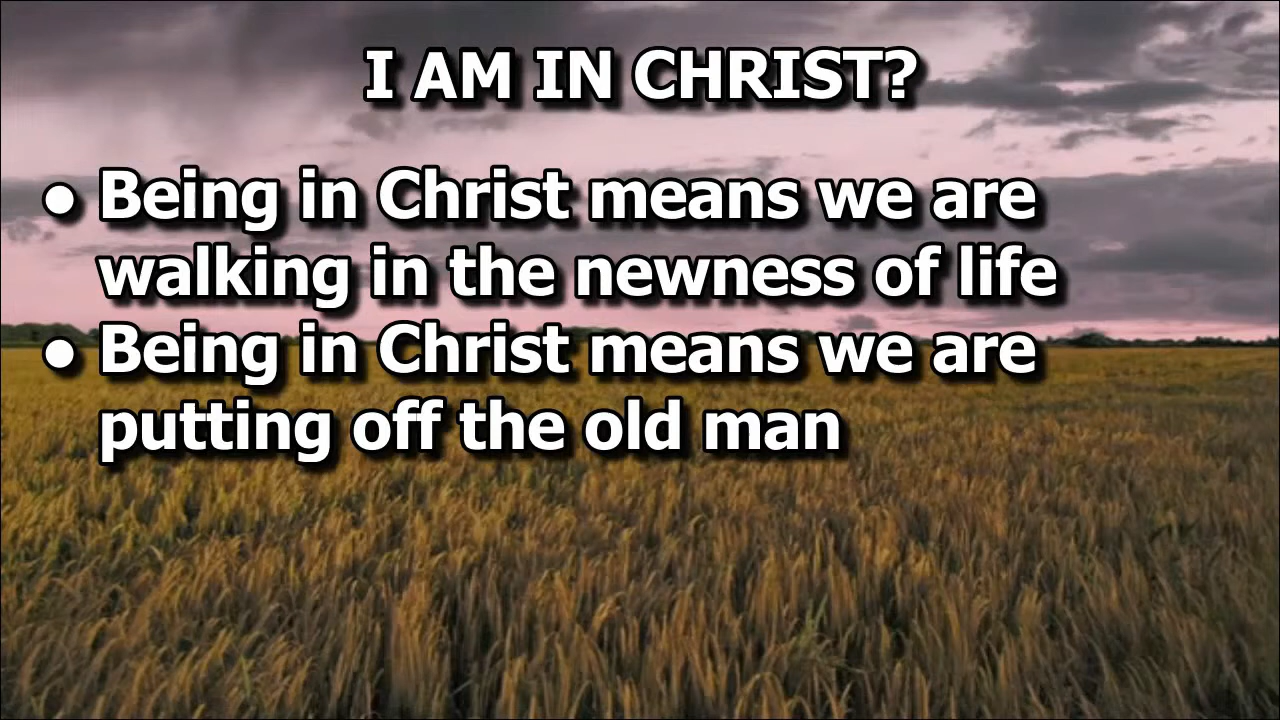 I AM IN CHRIST?
● Being in Christ means we are
walking in the newness of life
● Being in Christ means we are
putting off the old man